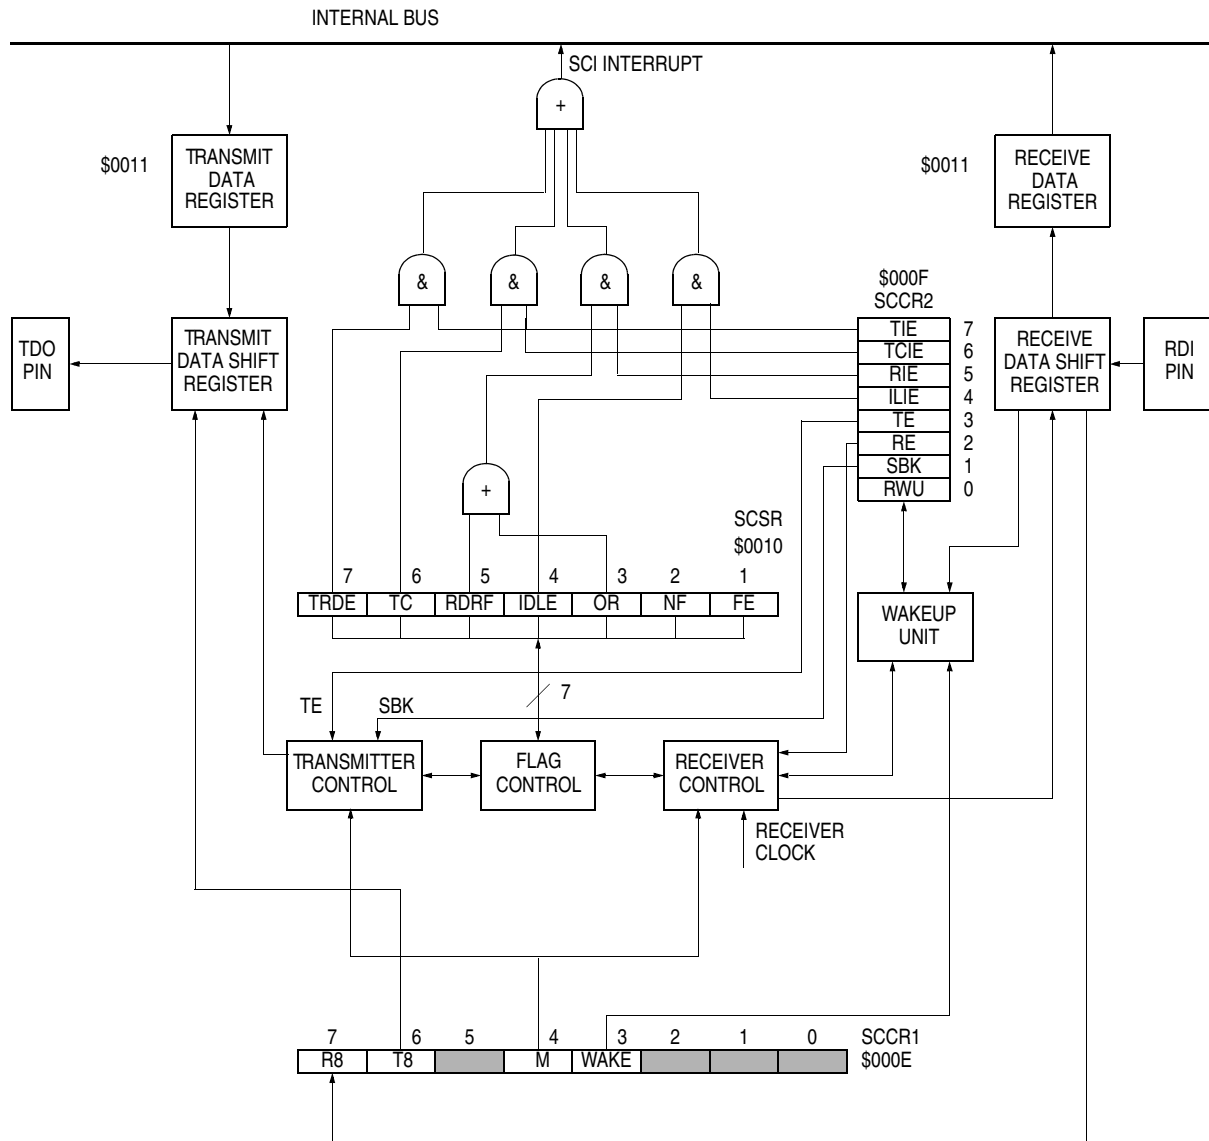 INTERNAL BUS
SCI INTERRUPT
+
$0011
TRANSMIT
DATA
REGISTER
$0011
RECEIVE
DATA
REGISTER
& & & &
$000F
SCCR2
TDO
PIN
TRANSMIT
DATA SHIFT
REGISTER
TIE 7
TCIE 6
RIE 5
ILIE 4
TE 3
RE 2
SBK 1
RWU 0
RECEIVE
DATA SHIFT
REGISTER
RDI
PIN
+
SCSR
$0010
7 6 5 4 3 2 1
TRDE TC RDRF IDLE OR NF FE
WAKEUP
UNIT
TE
SBK
7
TRANSMITTER
CONTROL
FLAG
CONTROL
RECEIVER
CONTROL
RECEIVER
CLOCK
7 6 5 4 3 2 1 0
SCCR1
R8 T8 M WAKE
$000E